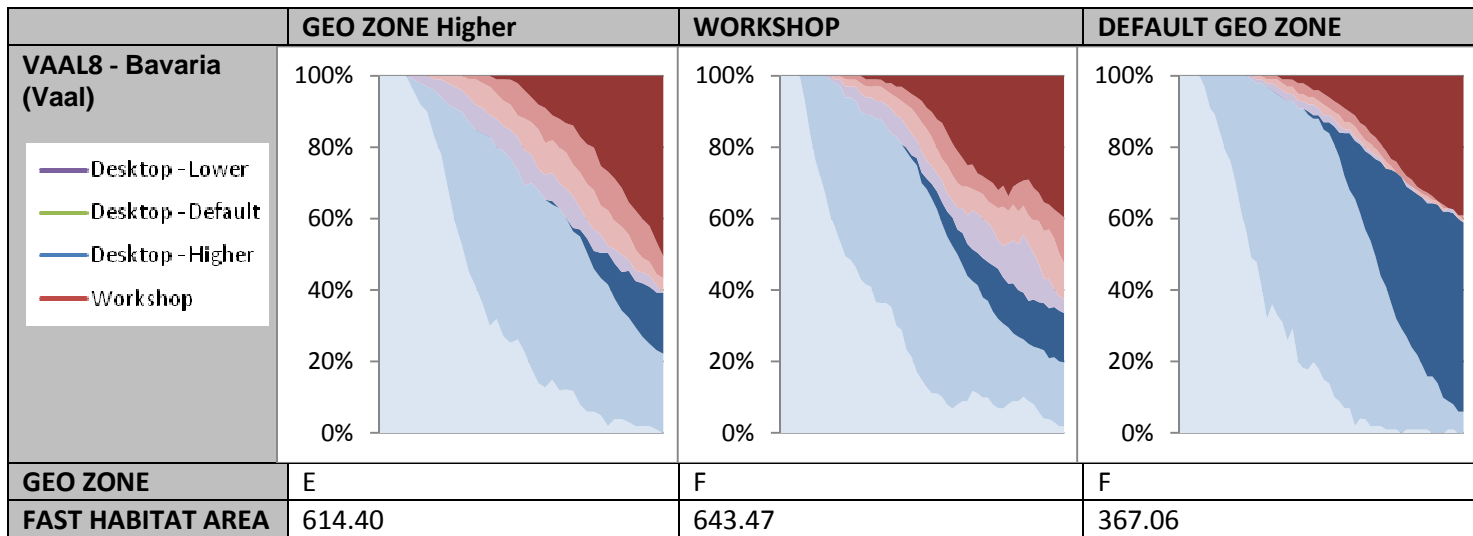 GEO ZONE Higher
WORKSHOP
DEFAULT GEO ZONE
VAAL8 - Bavaria
(Vaal)
Desktop - Lower
Desktop - Default
Desktop - Higher
Workshop
100%
80%
60%
40%
20%
0%
100%
80%
60%
40%
20%
0%
100%
80%
60%
40%
20%
0%
GEO ZONE
E
F
F
FAST HABITAT AREA
614.40
643.47
367.06